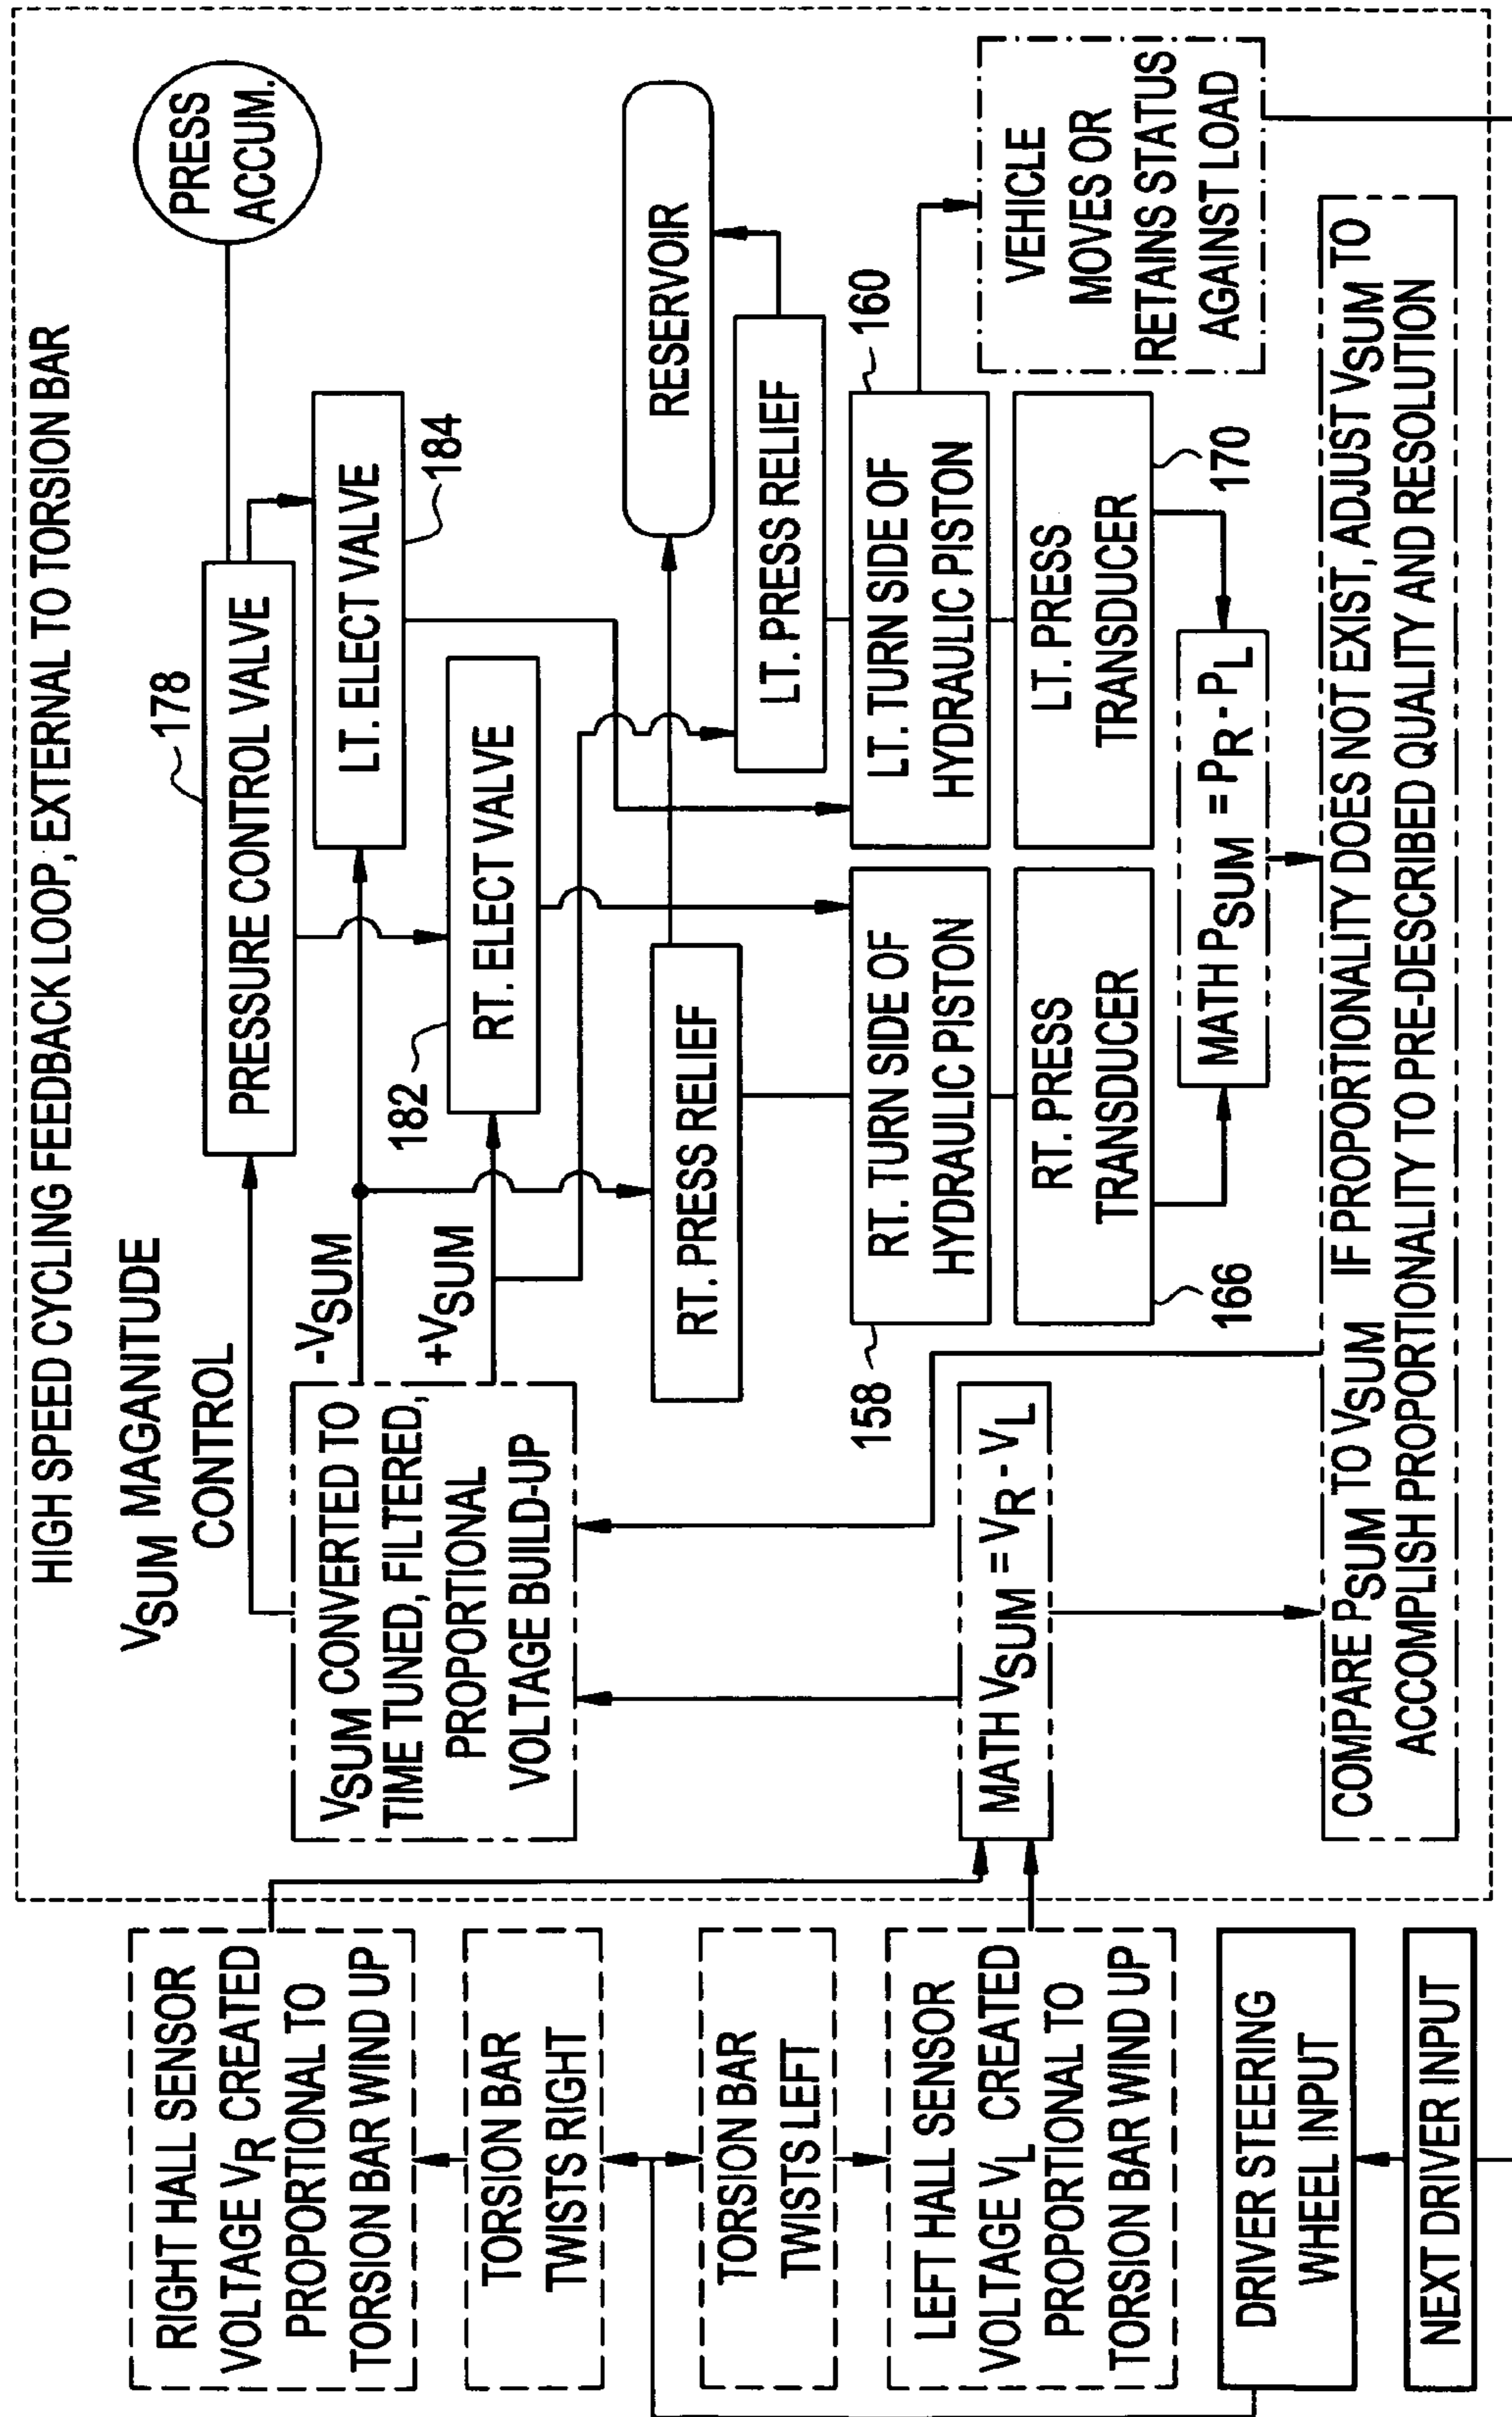 HIGH SPEED CYCLING FEEDBACK LOOP, EXTERNAL TO TORSION BAR
RIGHT HALL SENSOR
VOLTAGE VR CREATED
PROPORTIONAL TO
TORSION BAR WIND UP
TORSION BAR
TWISTS RIGHT
TORSION BAR
TWISTS LEFT
LEFT HALL SENSOR
VOLTAGE VL CREATED
PROPORTIONAL TO
TORSION BAR WIND UP
DRIVER STEERING
WHEEL INPUT
NEXT DRIVER INPUT
VSUM MAGANITUDE
CONTROL
VSUM CONVERTED TO
TIME TUNED, FILTERED,
PROPORTIONAL
VOLTAGE BUILD-UP
-VSUM
+VSUM
MATH VSUM = VR - VL
178
PRESSURE CONTROL VALVE
PRESS
ACCUM.
LT. ELECT VALVE
184
182
RT. ELECT VALVE
RESERVOIR
RT. PRESS RELIEF
LT. PRESS RELIEF
158
RT. TURN SIDE OF
HYDRAULIC PISTON
160
LT. TURN SIDE OF
HYDRAULIC PISTON
VEHICLE
MOVES OR
RETAINS STATUS
AGAINST LOAD
RT. PRESS
TRANSDUCER
166
LT. PRESS
TRANSDUCER
170
MATH PSUM = PR - PL
COMPARE PSUM TO VSUM IF PROPORTIONALITY DOES NOT EXIST, ADJUST VSUM TO
ACCOMPLISH PROPORTIONALITY TO PRE-DESCRIBED QUALITY AND RESOLUTION